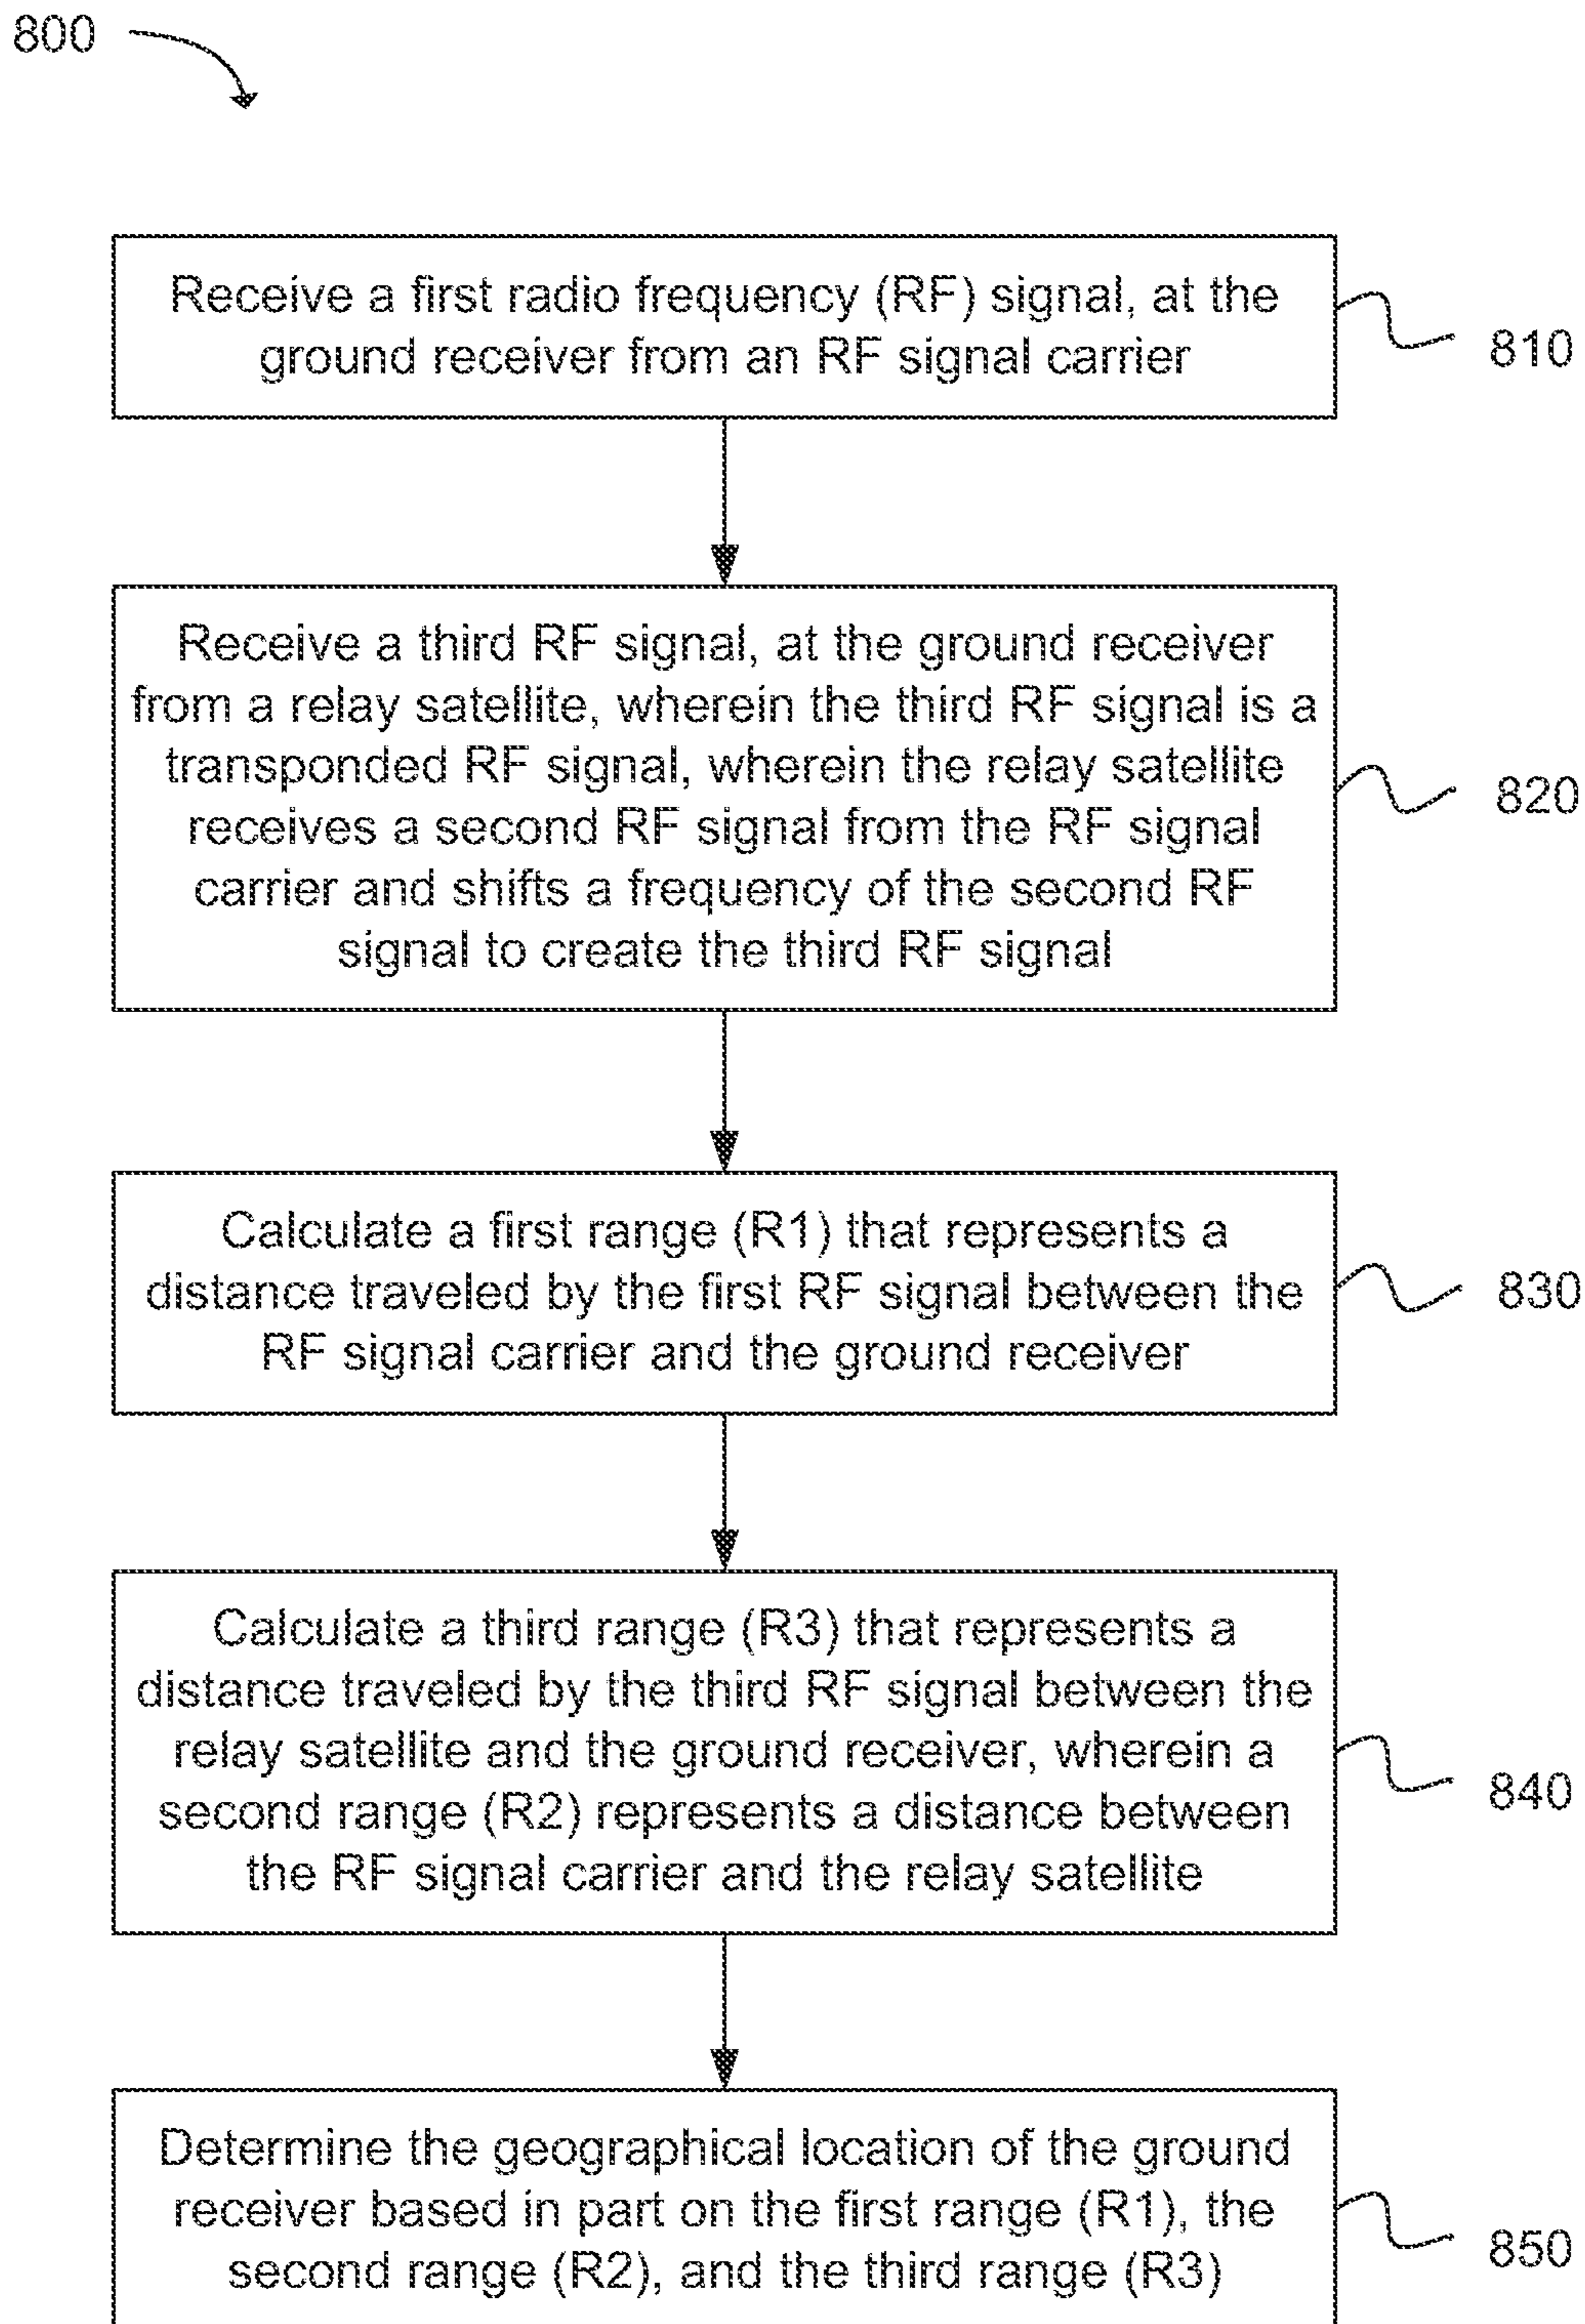 800
Receive a first radio frequency (RF) signal, at the
ground receiver from an RF signal carrier
810
Receive a third RF signal, at the ground receiver
from a relay satellite, wherein the third RF signal is a
transponded RF signal, wherein the relay satellite
receives a second RF signal from the RF signal
carrier and shifts a frequency of the second RF
signal to create the third RF signal
820
Calculate a first range (R1) that represents a
distance traveled by the first RF signal between the
RF signal carrier and the ground receiver
830
Calculate a third range (R3) that represents a
distance traveled by the third RF signal between the
relay satellite and the ground receiver, wherein a
second range (R2) represents a distance between
the RF signal carrier and the relay satellite
840
Determine the geographical location of the ground
receiver based in part on the first range (R1), the
second range (R2), and the third range (R3)
850